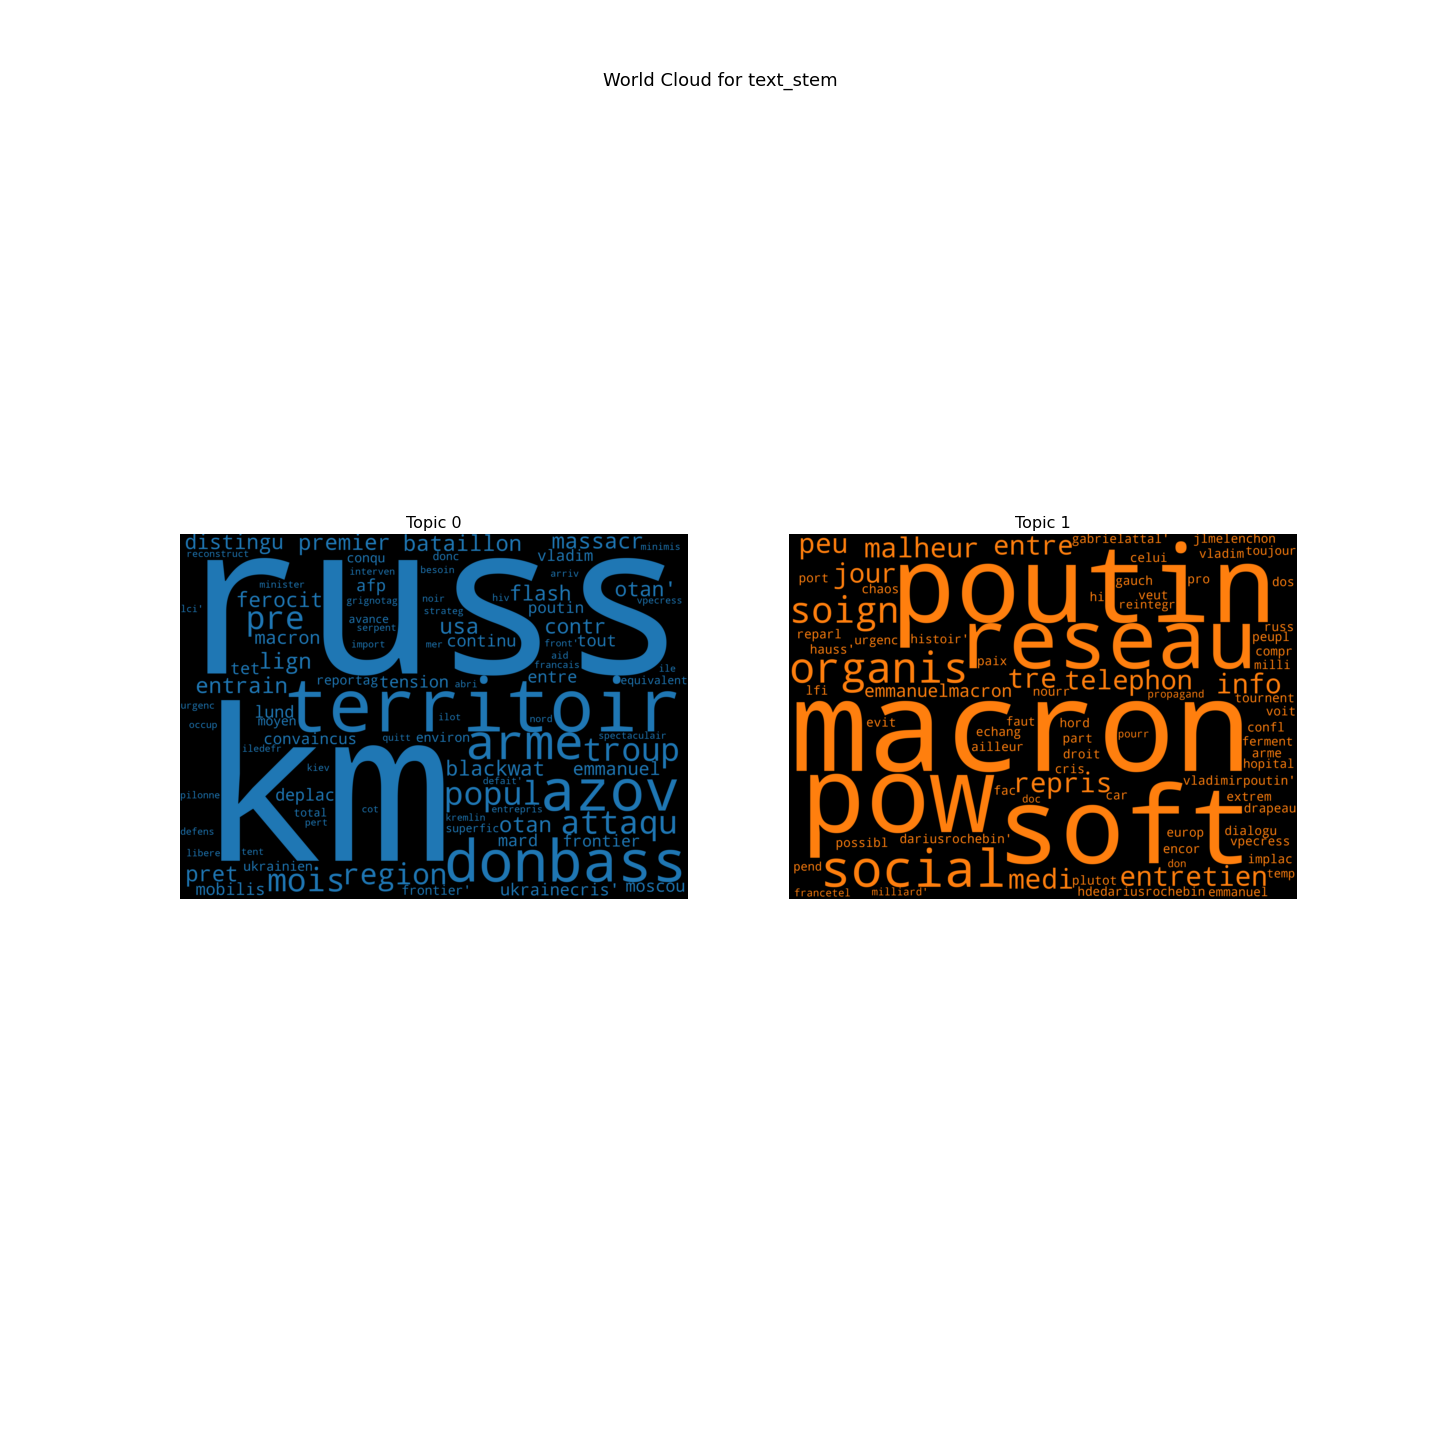 World Cloud for text_stem
Topic 0
distingu premier bataillon massacr minimis
reconstruct conqu donc vladim
interven besoin arriv
minister afp flash otan'
ferocit grignotag noir hiv poutin vpecress
lci' pre avance strateg usa contr
macron serpent continu front' tout
russ
import mer aid
tet lign francais ile
entrain reportag tension abri entre equivalent
territoir
urgenc lund ilot nord
occup moyen
convaincus quitt environ arme spectaculair
iledefr troup
km
kiev blackwat emmanuel
pilonne deplac cot defait' popul azov
total entrepris
pert kremlin
defens superfic otan attaqu
libere tent mard frontier
ukrainien donbass
pret mois region
mobilis frontier' ukrainecris' moscou
Topic 1
peu malheur entre gabrielattal' jlmelenchon
celui vladim toujour
port jour gauch pro dos
chaos
poutin
soign hi veut
reintegr
reparl urgenc histoir' reseau russ
hauss' peupl
paix compr
organis milli
tre telephon info
lfi emmanuelmacron nourr propagand tournent
voit
macron
evit faut hord confl
echang part pourr
ailleur droit ferment
arme
cris hopital
pow repris vladimirpoutin'
fac doc car extrem
soft drapeau
possibl dariusrochebin' europ dialogu
encor vpecress
social don implac
pend medi plutot entretien temp
francetel milliard' hdedariusrochebin emmanuel